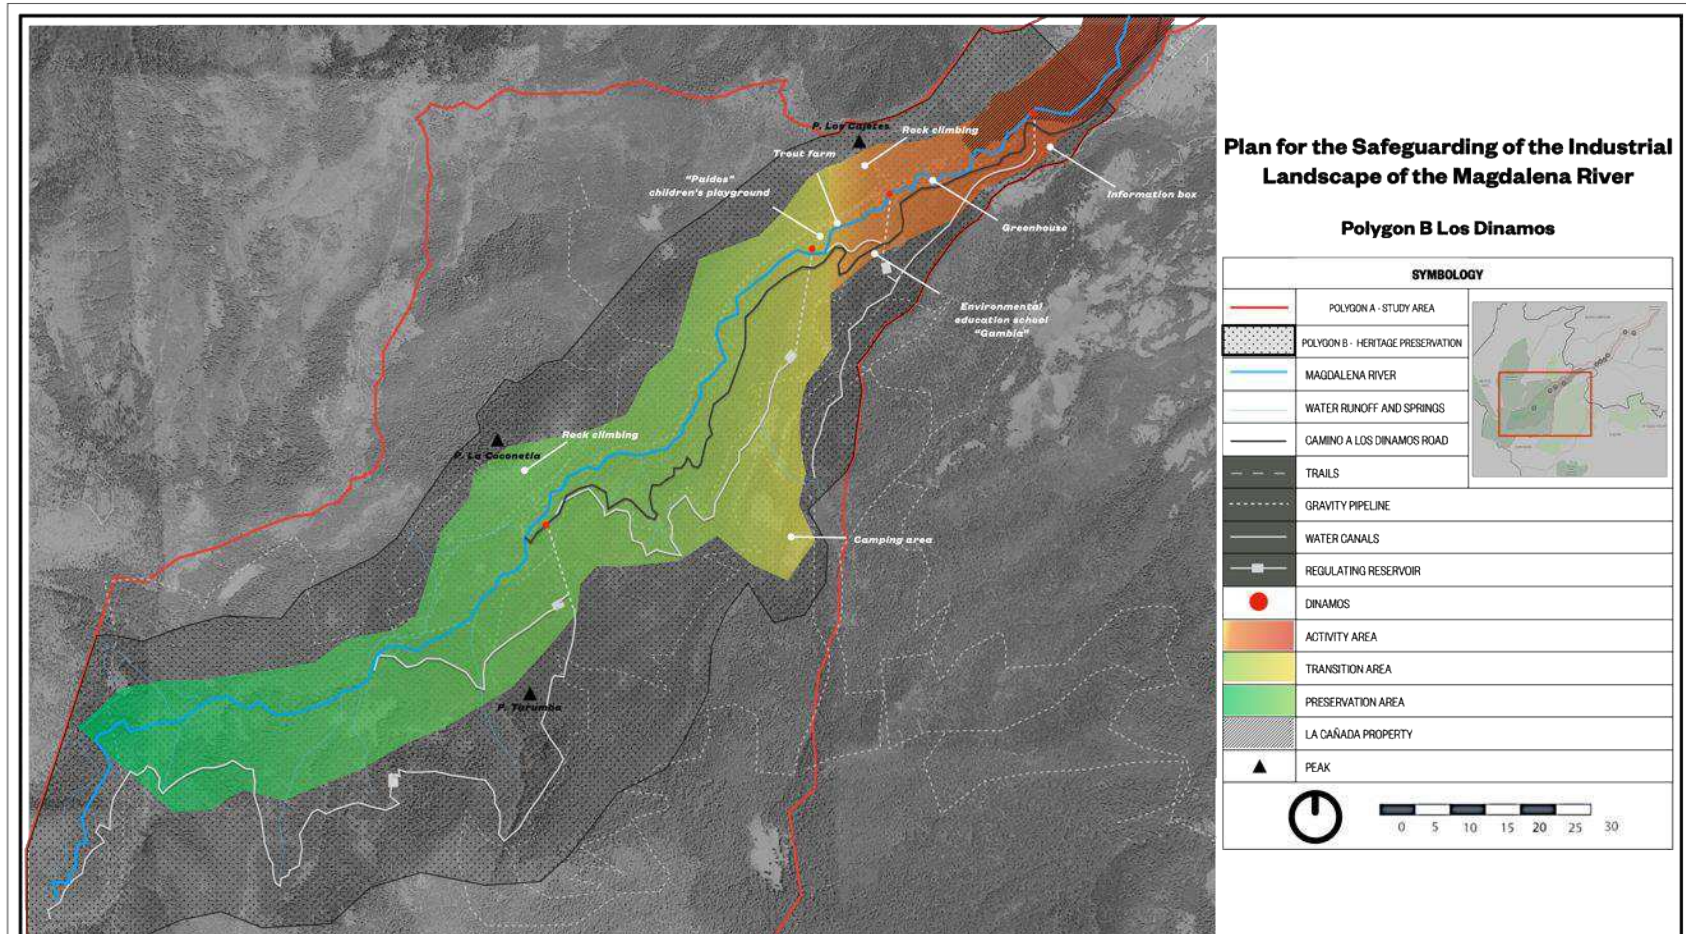 Plan for the Safeguarding of the Industrial
Landscape of the Magdalena River
Polygon B Los Dinamos
SYMBOLOGY
POLYGON A - STUDY AREA
POLYGON B - HERITAGE PRESERVATION
MAGDALENA RIVER
WATER RUNOFF AND SPRINGS
CAMINO A LOS DINAMOS ROAD
TRAILS
GRAVITY PIPELINE
WATER CANALS
REGULATING RESERVOIR
DINAMOS
ACTIVITY AREA
TRANSITION AREA
PRESERVATION AREA
LA CAÑADA PROPERTY
PEAK
0 5 10 15 20 25 30
P. Los Cajetes
Rock climbing
Trout farm
"Paidos"
children's playground
Information box
Greenhouse
Environmental
education school
"Gambia"
Rock climbing
P. La Coconetla
Camping area
P. Tarumba